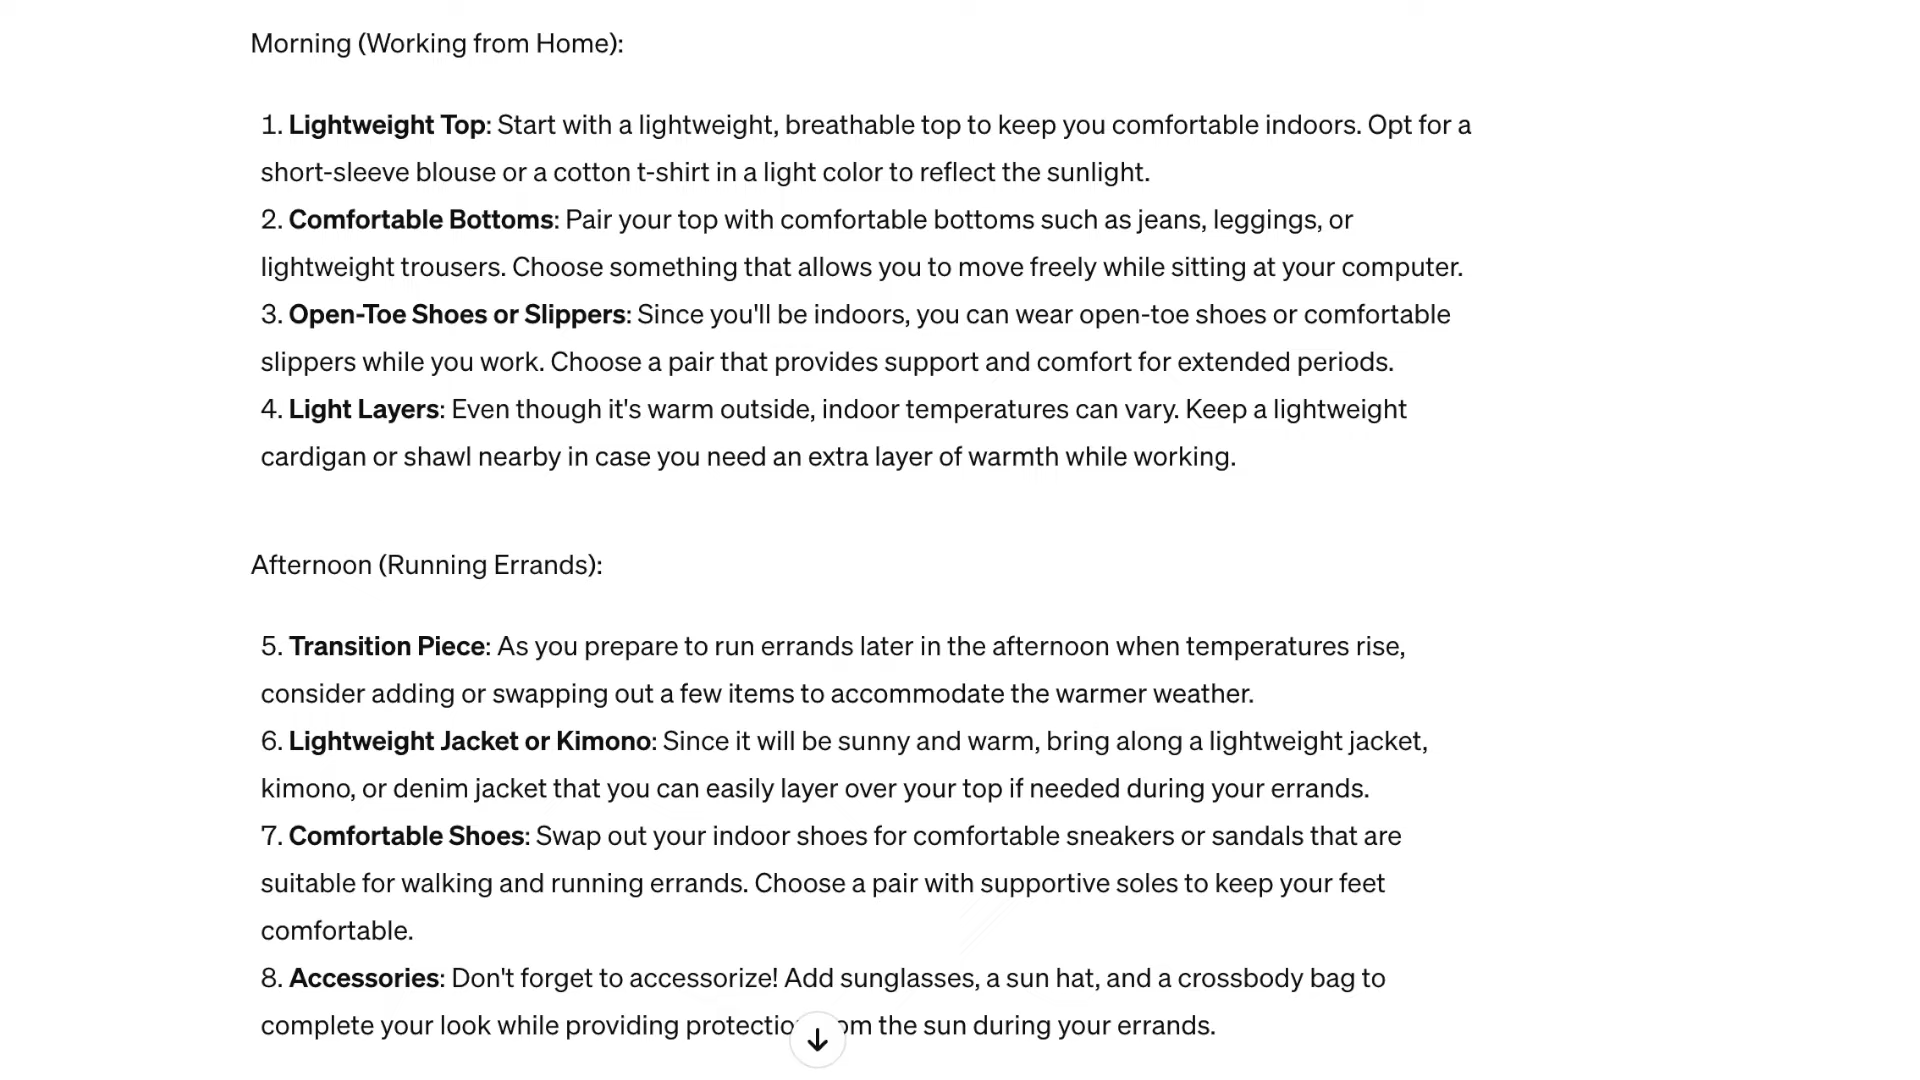 Morning (Working from Home):
1. Lightweight Top: Start with a lightweight, breathable top to keep you comfortable indoors. Opt for a
short-sleeve blouse or a cotton t-shirt in a light color to reflect the sunlight.
2. Comfortable Bottoms: Pair your top with comfortable bottoms such as jeans, leggings, or
lightweight trousers. Choose something that allows you to move freely while sitting at your computer.
3. Open-Toe Shoes or Slippers: Since you'll be indoors, you can wear open-toe shoes or comfortable
slippers while you work. Choose a pair that provides support and comfort for extended periods.
4. Light Layers: Even though it's warm outside, indoor temperatures can vary. Keep a lightweight
cardigan or shawl nearby in case you need an extra layer of warmth while working.
Afternoon (Running Errands):
5. Transition Piece: As you prepare to run errands later in the afternoon when temperatures rise,
consider adding or swapping out a few items to accommodate the warmer weather.
6. Lightweight Jacket or Kimono: Since it will be sunny and warm, bring along a lightweight jacket,
kimono, or denim jacket that you can easily layer over your top if needed during your errands.
7. Comfortable Shoes: Swap out your indoor shoes for comfortable sneakers or sandals that are
suitable for walking and running errands. Choose a pair with supportive soles to keep your feet
comfortable.
8. Accessories: Don't forget to accessorize! Add sunglasses, a sun hat, and a crossbody bag to
complete your look while providing protectio om the sun during your errands.